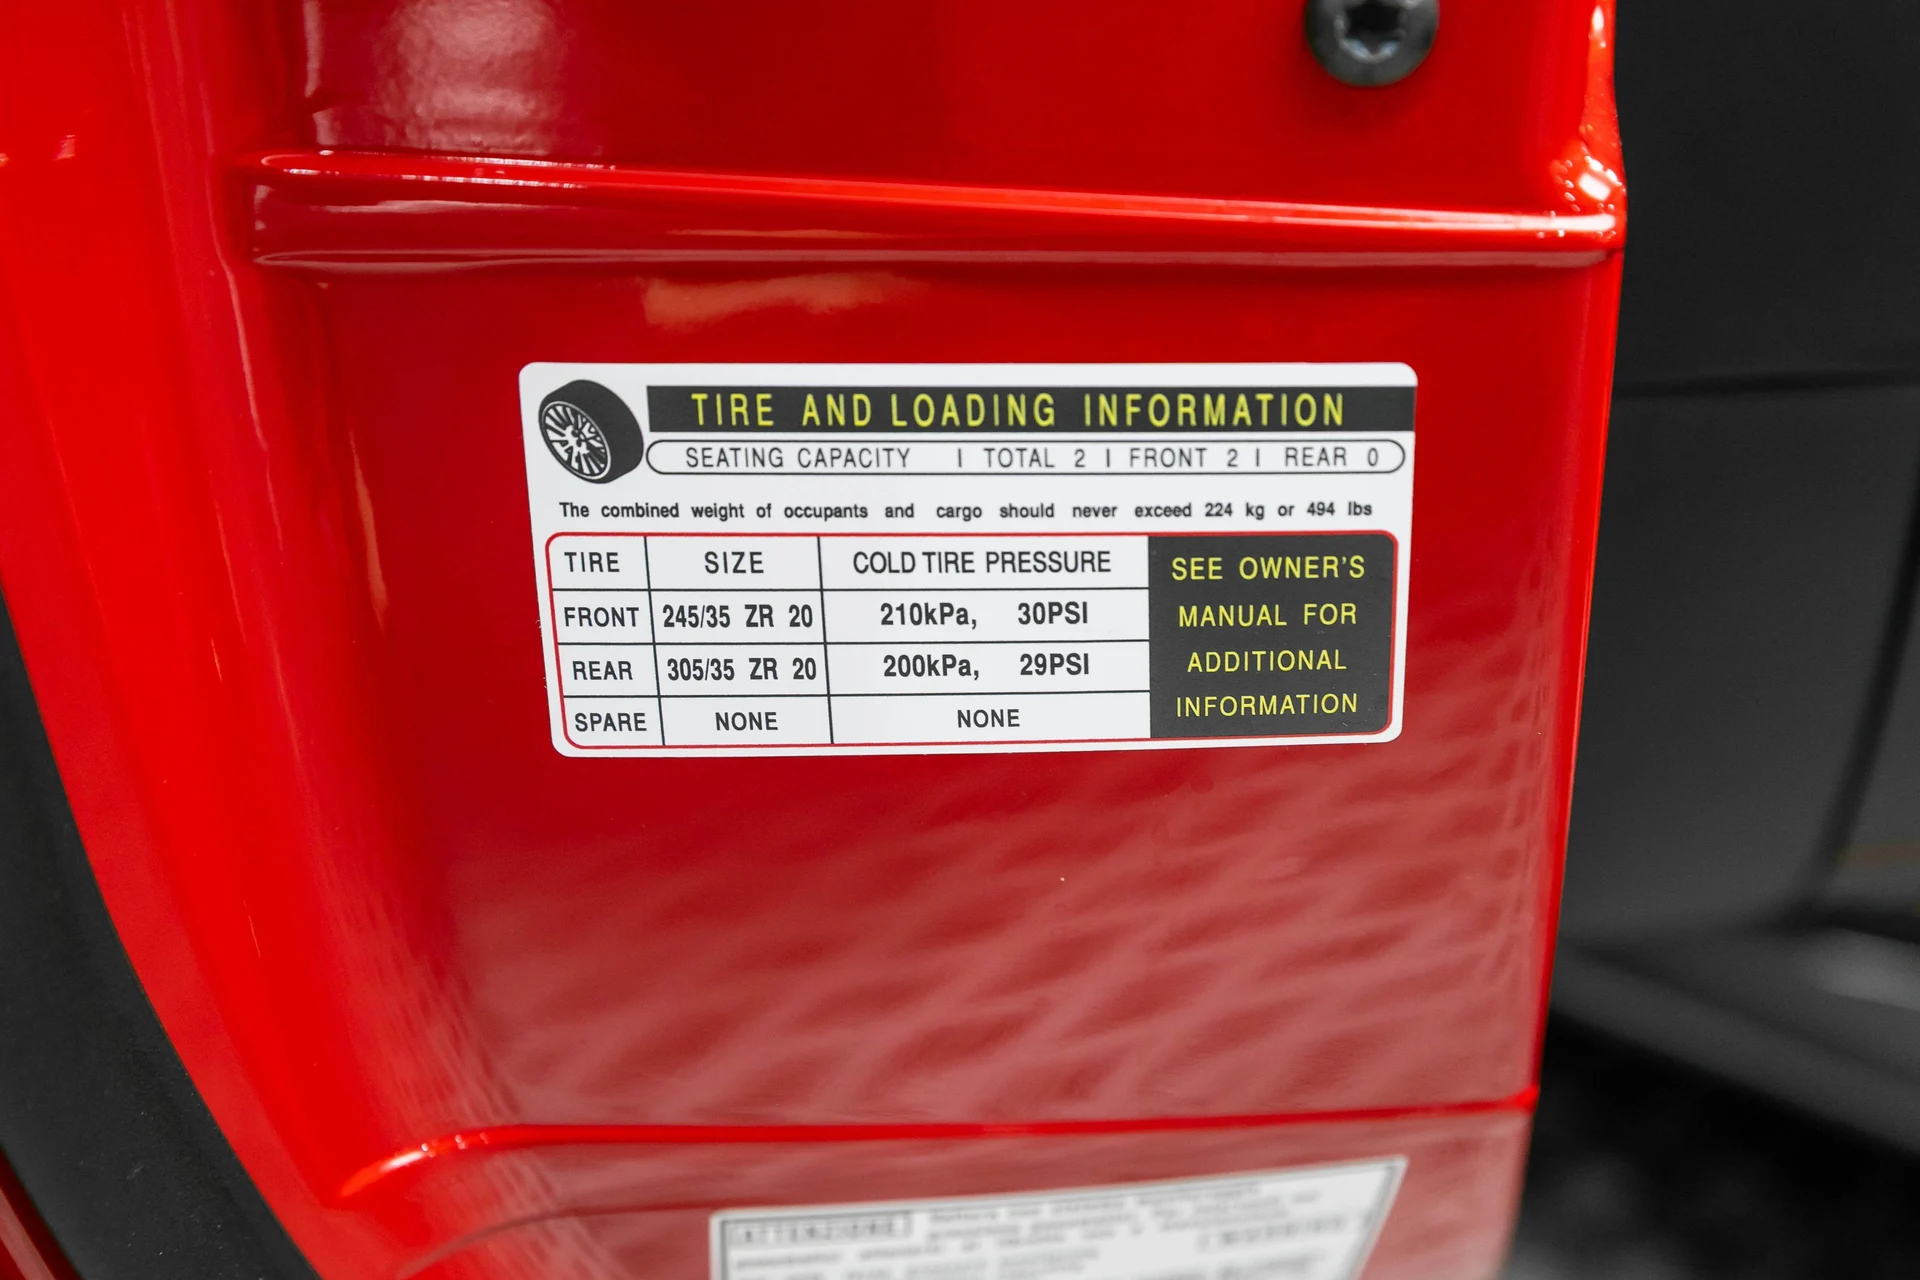 TIRE AND LOADING INFORMATION
SEATING CAPACITY | TOTAL 2 | FRONT 2 | REAR 0
The combined weight of occupants and cargo should never exceed 224 kg or 494 lbs
TIRE SIZE COLD TIRE PRESSURE
FRONT 245/35 ZR 20 210kPa, 30PSI
REAR 305/35 ZR 20 200kPa, 29PSI
SPARE NONE NONE
SEE OWNER'S
MANUAL FOR
ADDITIONAL
INFORMATION
ATTENZIONE